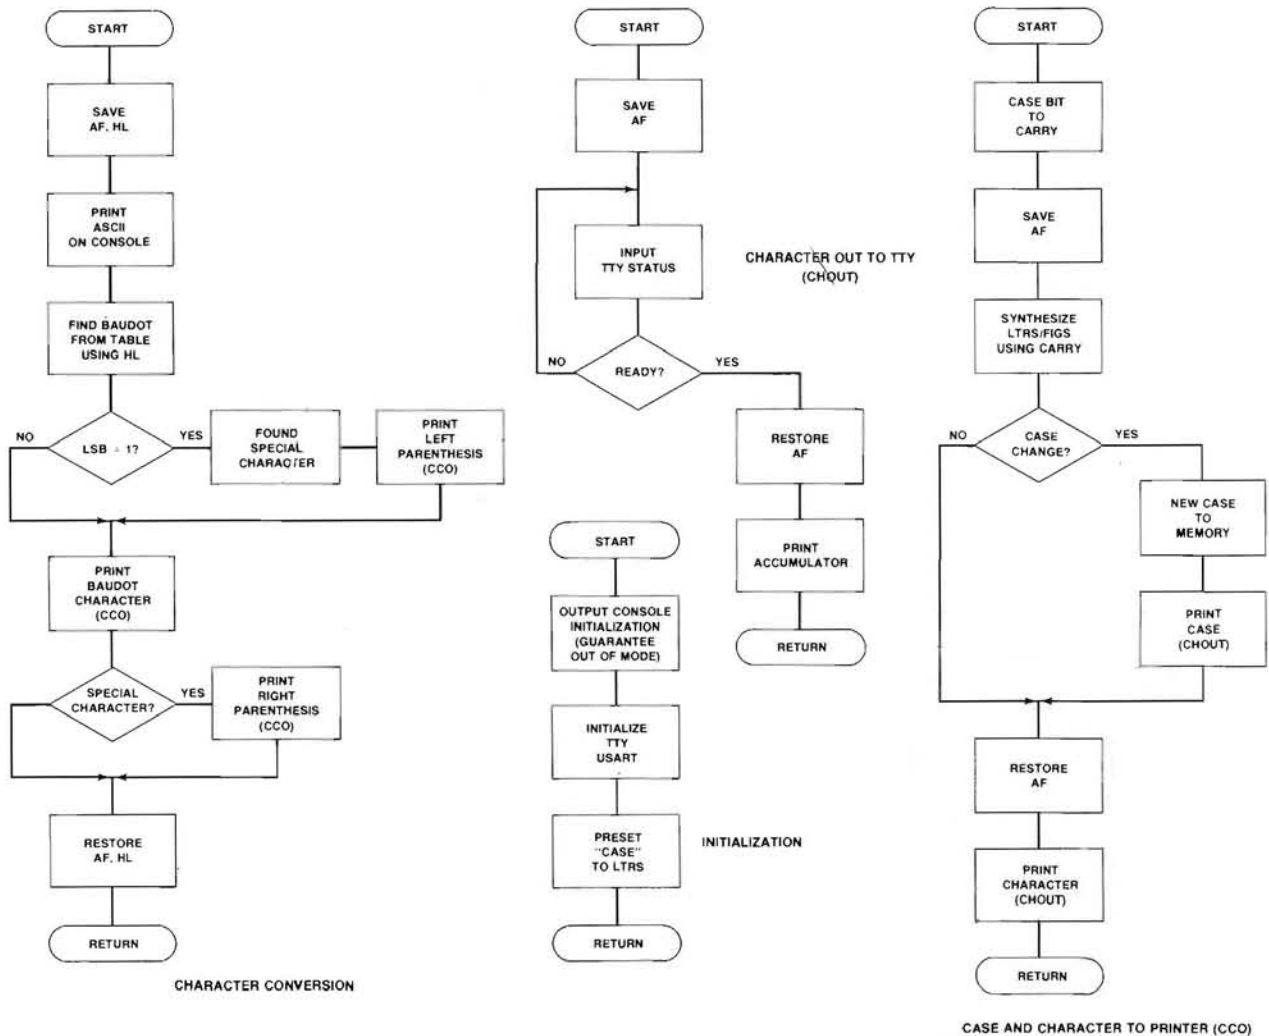 START
SAVE
AF, HL
PRINT
ASCII
ON CONSOLE
FIND BAUDOT
FROM TABLE
USING HL
NO
LSB = 1?
YES
FOUND
SPECIAL
CHARACTER
PRINT
LEFT
PARENTHESIS
(CCO)
PRINT
BAUDOT
CHARACTER
(CCO)
SPECIAL
CHARACTER?
YES
PRINT
RIGHT
PARENTHESIS
(CCO)
RESTORE
AF, HL
RETURN
CHARACTER CONVERSION
START
SAVE
AF
INPUT
TTY STATUS
CHARACTER OUT TO TTY
(CHOUT)
NO
READY?
YES
RESTORE
AF
PRINT
ACCUMULATOR
RETURN
START
OUTPUT CONSOLE
INITIALIZATION
(GUARANTEE
OUT OF MODE)
INITIALIZE
TTY
USART
PRESET
"CASE"
TO LTRS
INITIALIZATION
RETURN
START
CASE BIT
TO
CARRY
SAVE
AF
SYNTHESIZE
LTRS/FIGS
USING CARRY
NO
CASE
CHANGE?
YES
NEW CASE
TO
MEMORY
PRINT
CASE
(CHOUT)
RESTORE
AF
PRINT
CHARACTER
(CHOUT)
RETURN
CASE AND CHARACTER TO PRINTER (CCO)